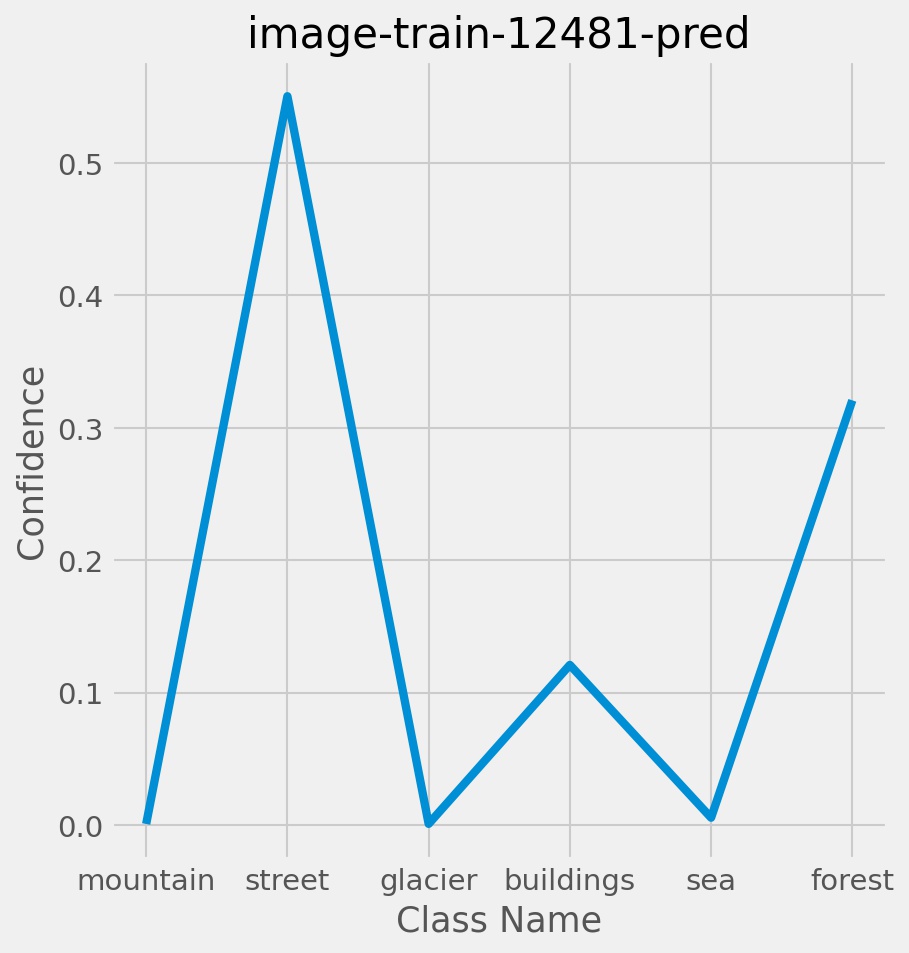 image-train-12481-pred
Confidence
0.5
0.4
0.3
0.2
0.1
0.0
mountain street glacier buildings sea forest
Class Name